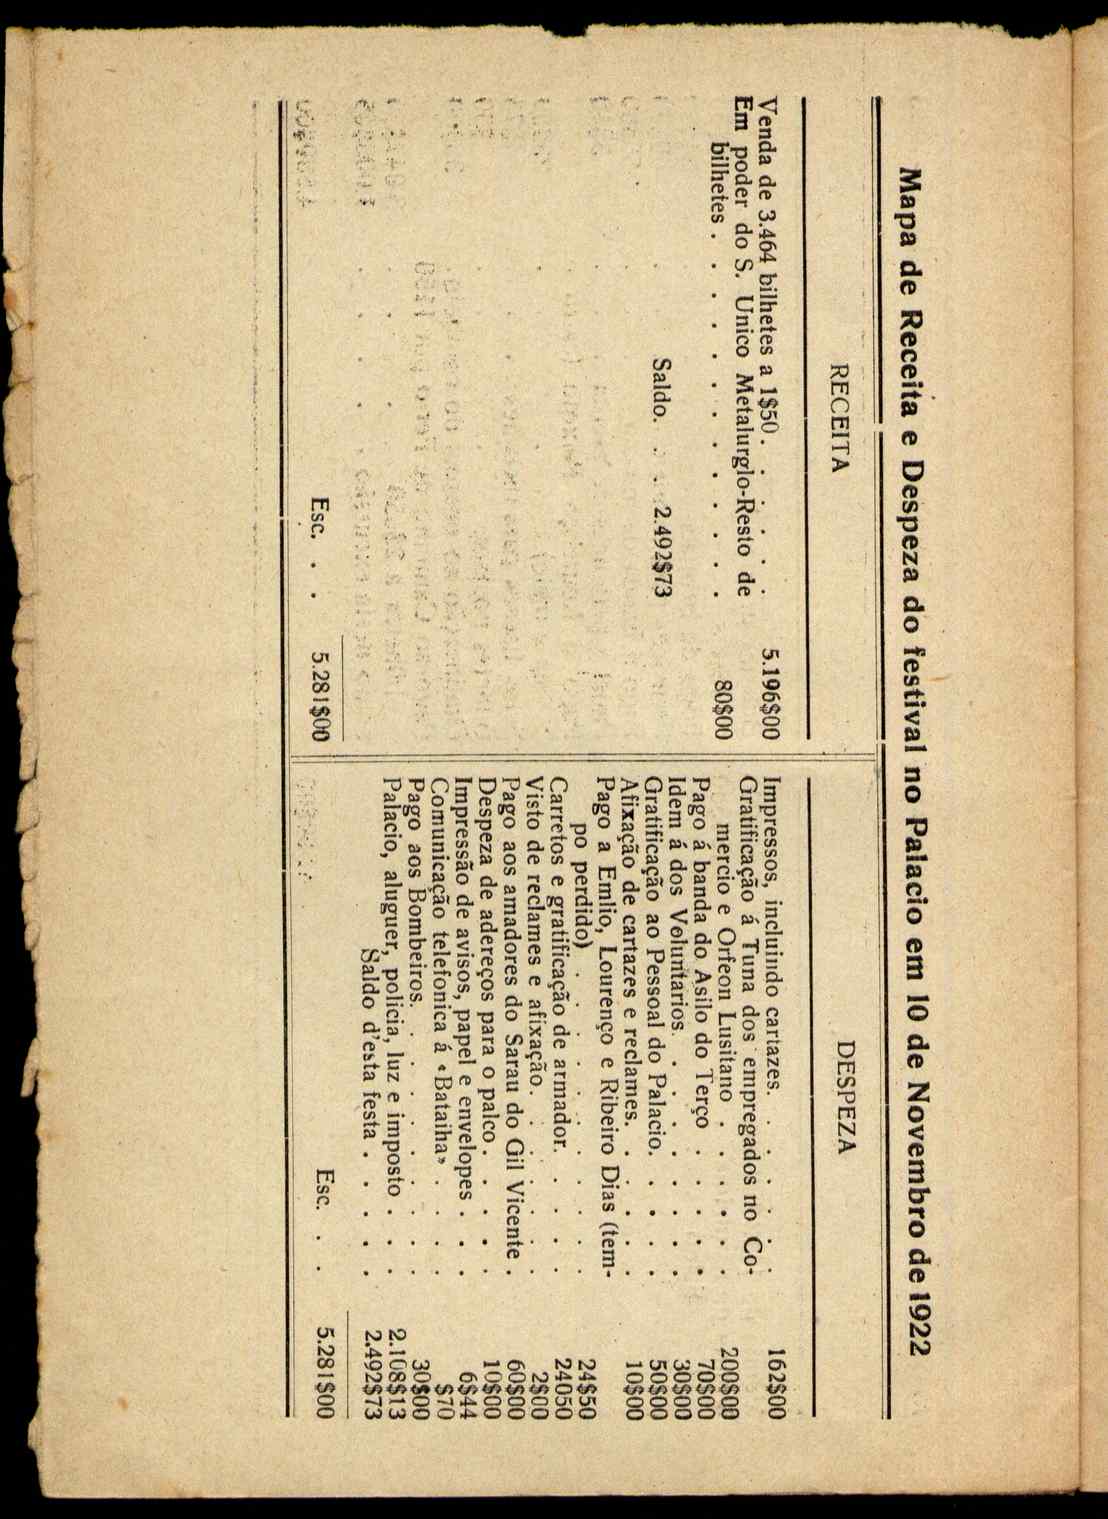 Mapa de Receita e Despeza do festival no Palacio em 10 de Novembro de 1922
RECEITA
Venda de 3.464 bilhetes a 1$50. . . . . . 5.196$00
Em poder do S. Unico Metalurglo-Resto de
bilhetes . . . . . . . . . . . . . 80$00
Saldo. . . 2.492$73
Esc. . . 5.281$00
DESPEZA
Impressos, incluindo cartazes. . . . . . . 162$00
Gratificação á Tuna dos empregados no Co-
mercio e Orfeon Lusitano . . . . . . 200$00
Pago á banda do Asilo do Terço . . . . . 70$00
Idem á dos Voluntarios. . . . . . . . . 30$00
Gratificação ao Pessoal do Palacio. . . . . 50$00
Afixação de cartazes e reclames. . . . . . 10$00
Pago a Emlio, Lourenço e Ribeiro Dias (tem-
po perdido) . . . . . . . . . . . 24$50
Carretos e gratificação de armador. . . . . 24050
Visto de reclames e afixação. . . . . . . 2$00
Pago aos amadores do Sarau do Gil Vicente . 60$00
Despeza de adereços para o palco . . . . . 10$00
Impressão de avisos, papel e envelopes . . . 6$44
Comunicação telefonica á «Bataiha» . . . . $70
Pago aos Bombeiros. . . . . . . . . . 30$00
Palacio, aluguer, policia, luz e imposto . . . 2.108$13
Saldo d'esta festa . . . . . 2.492$73
Esc. . . 5.281$00